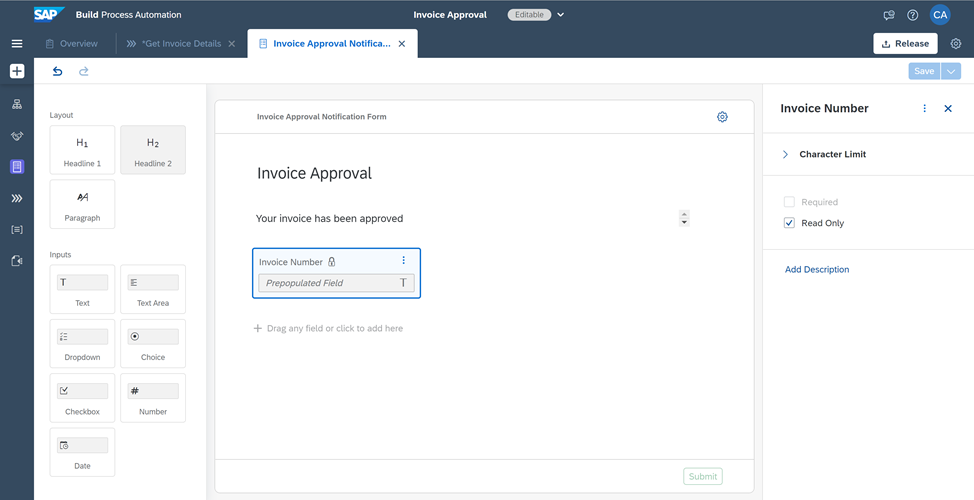 SAP Build Process Automation
Invoice Approval Editable
CA
Overview
*Get Invoice Details
Invoice Approval Notifica...
Release
Save
Layout
H1 H2
Headline 1 Headline 2
Paragraph
Inputs
T
Text Text Area
Dropdown Choice
#
Checkbox Number
Date
Invoice Approval Notification Form
Invoice Approval
Your invoice has been approved
Invoice Number
Prepopulated Field T
Drag any field or click to add here
Submit
Invoice Number
Character Limit
Required
Read Only
Add Description